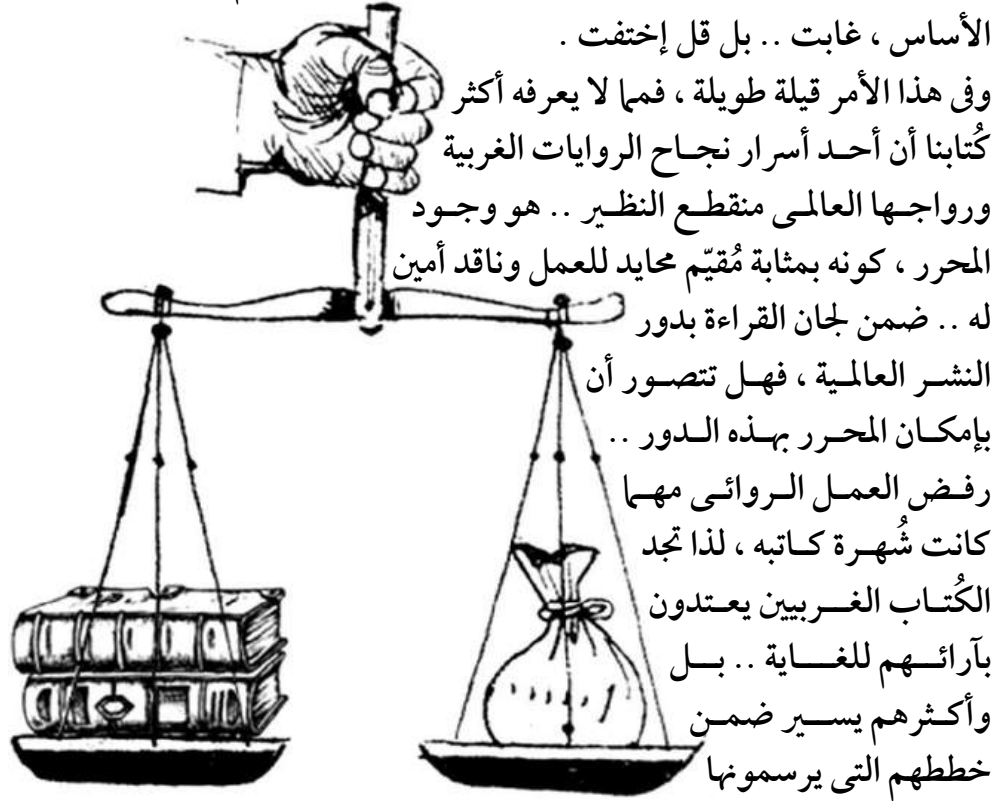 الأساس ، غابت .. بل قل إختفت .
وفى هذا الأمر قيلة طويلة ، فمما لا يعرفه أكثر
كُتابنا أن أحد أسرار نجاح الروايات الغربية
ورواجها العالمى منقطع النظير .. هو وجود
المحرر ، كونه بمثابة مُقيّم محايد للعمل وناقد أمين
له .. ضمن لجان القراءة بدور
النشر العالمية ، فهل تتصور أن
بإمكان المحرر بهذه الدور ..
رفض العمل الروائى مهما
كانت شُهرة كاتبه ، لذا تجد
الكُتاب الغربيين يعتدون
بآرائهم للغاية .. بل
وأكثرهم يسير ضمن
خططهم التى يرسمونها